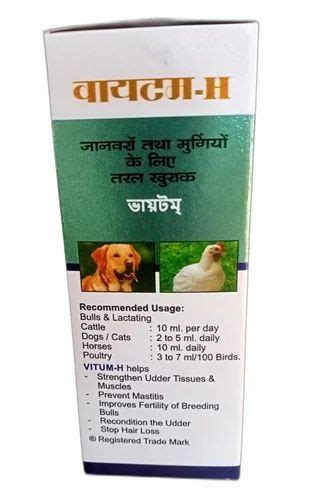 वायटम-H
जानवरों तथा मुर्गियों
के लिए
तरल खुराक
ভায়টম্
Recommended Usage:
Bulls & Lactating
Cattle : 10 ml. per day
Dogs / Cats : 2 to 5 ml. daily
Horses : 10 ml. daily
Poultry : 3 to 7 ml/100 Birds.
VITUM-H helps
- Strengthen Udder Tissues &
Muscles
- Prevent Mastitis
- Improves Fertility of Breeding
Bulls
- Recondition the Udder
- Stop Hair Loss
® Registered Trade Mark